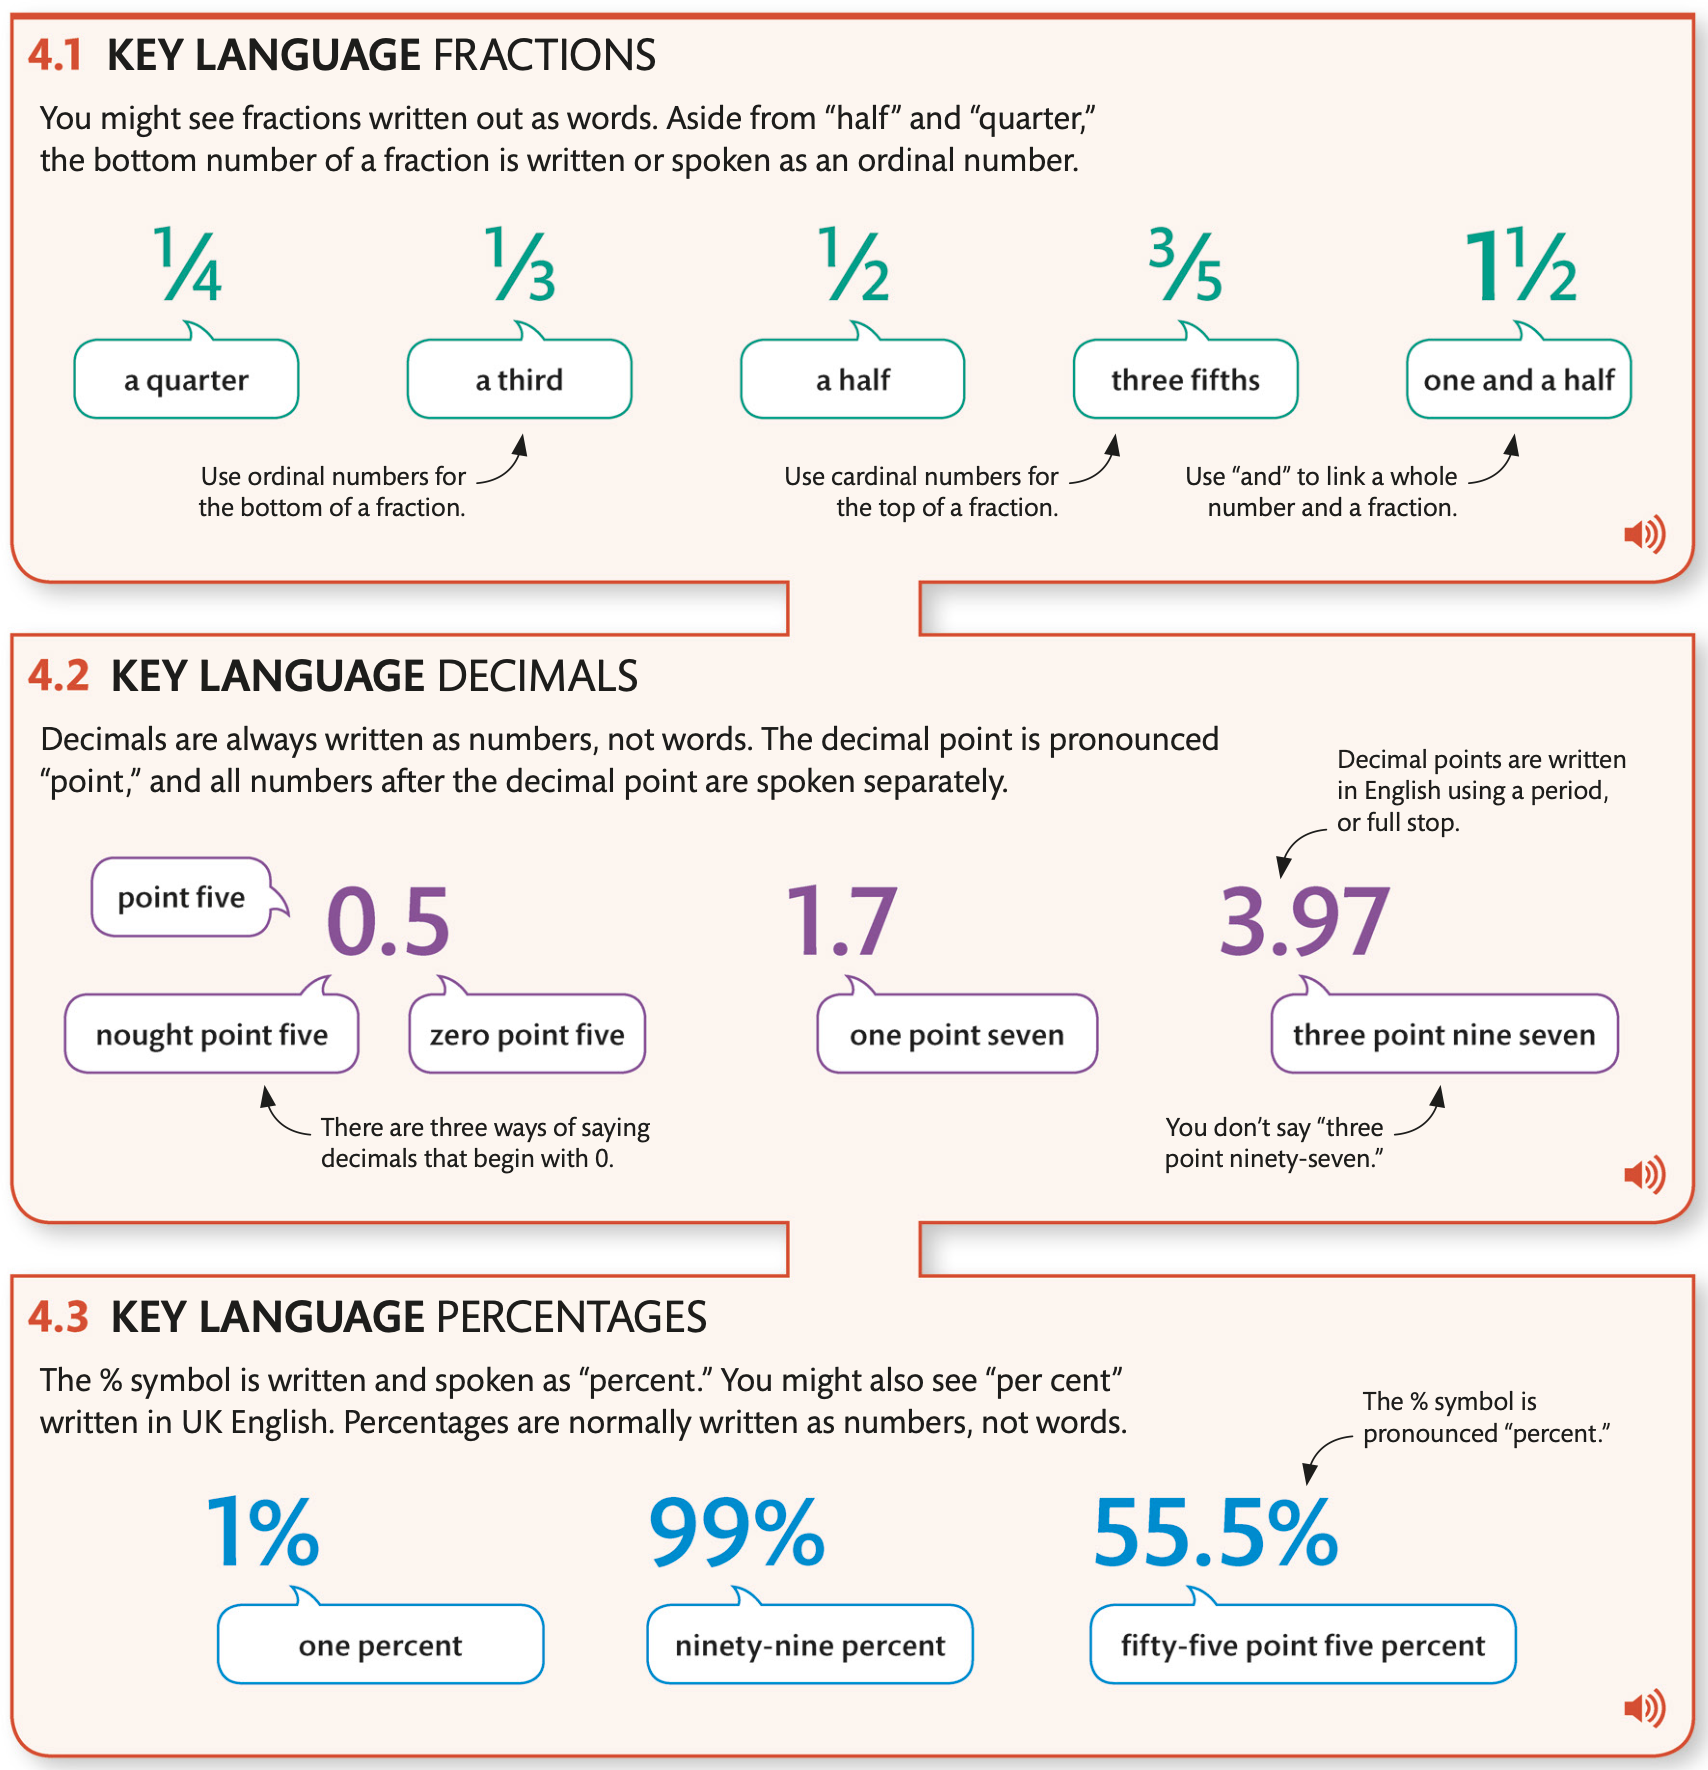 4.1 KEY LANGUAGE FRACTIONS
You might see fractions written out as words. Aside from “half” and “quarter,”
the bottom number of a fraction is written or spoken as an ordinal number.
1/4
1/3
1/2
3/5
1 1/2
a quarter
a third
a half
three fifths
one and a half
Use ordinal numbers for
the bottom of a fraction.
Use cardinal numbers for
the top of a fraction.
Use “and” to link a whole
number and a fraction.
4.2 KEY LANGUAGE DECIMALS
Decimals are always written as numbers, not words. The decimal point is pronounced
“point,” and all numbers after the decimal point are spoken separately.
Decimal points are written
in English using a period,
or full stop.
point five
0.5
1.7
3.97
nought point five
zero point five
one point seven
three point nine seven
There are three ways of saying
decimals that begin with 0.
You don’t say “three
point ninety-seven.”
4.3 KEY LANGUAGE PERCENTAGES
The % symbol is written and spoken as “percent.” You might also see “per cent”
written in UK English. Percentages are normally written as numbers, not words.
The % symbol is
pronounced “percent.”
1%
99%
55.5%
one percent
ninety-nine percent
fifty-five point five percent